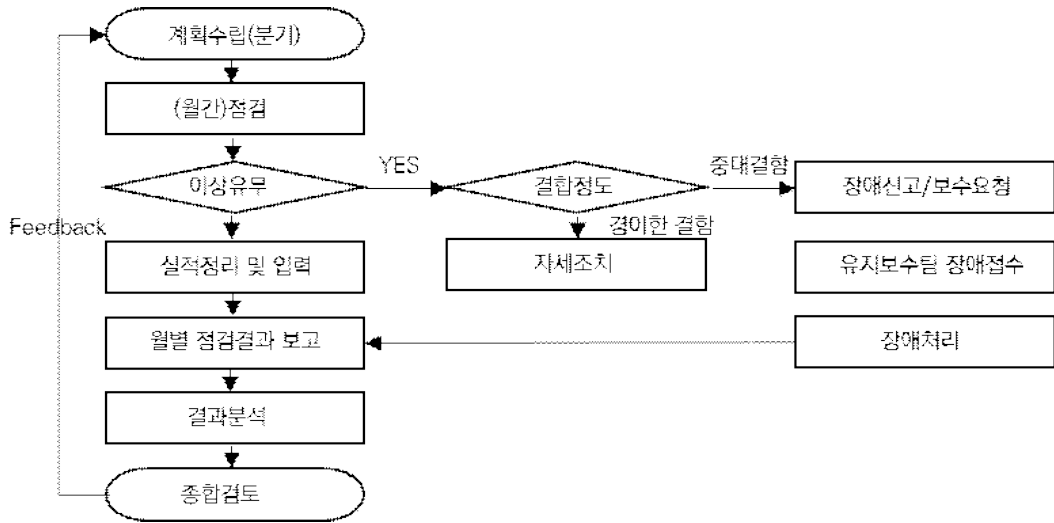 계획수립(분기)
(월간)점검
이상유무
YES
결합정도
중대결함
장애신고/보수요청
Feedback
경이한 결함
실적정리 및 입력
자세조치
유지보수팀 장애접수
월별 점검결과 보고
장애처리
결과분석
종합검토